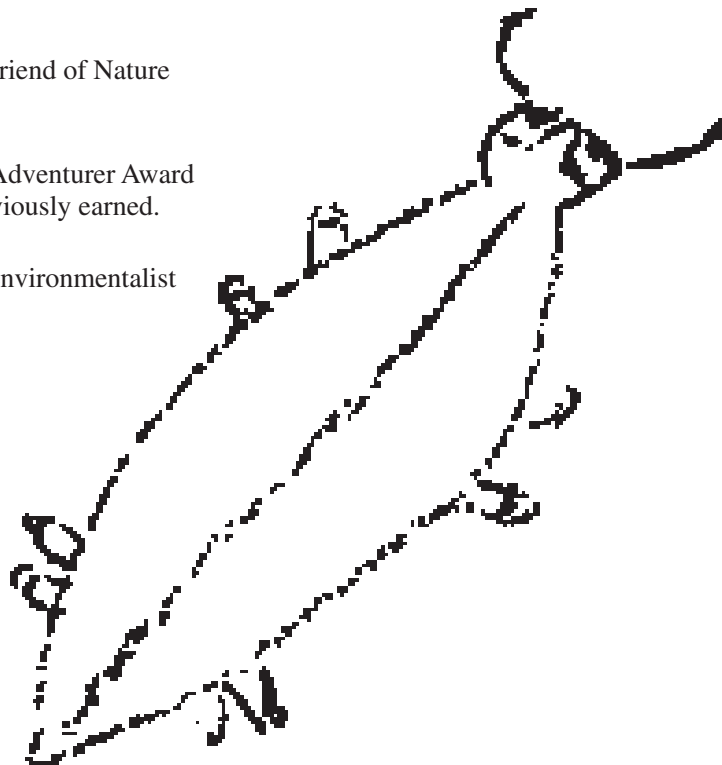 riend of Nature
Adventurer Award
viously earned.
nvironmentalist